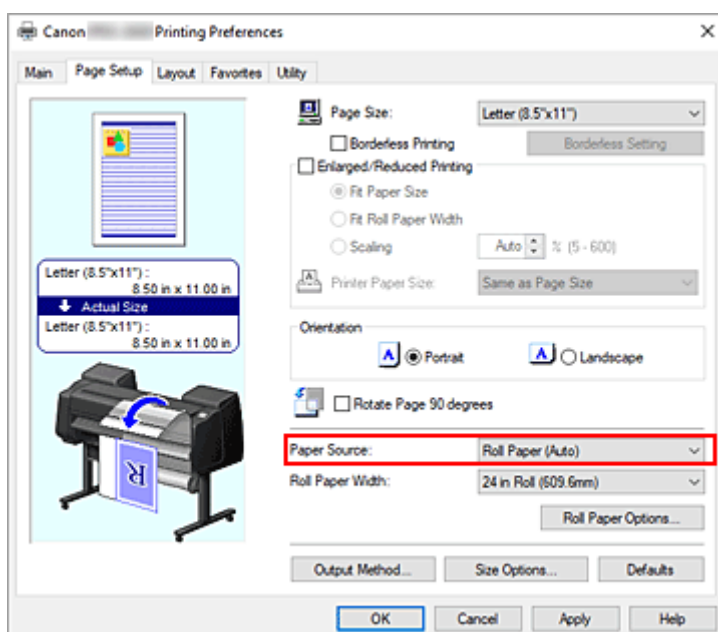 Canon Printing Preferences
Main Page Setup Layout Favorites Utility
Page Size: Letter (8.5"x11")
Borderless Printing Borderless Setting
Enlarged/Reduced Printing
Fit Paper Size
Fit Roll Paper Width
Scaling Auto % (5 - 600)
Printer Paper Size: Same as Page Size
Letter (8.5"x11") :
8.50 in x 11.00 in
Actual Size
Letter (8.5"x11") :
8.50 in x 11.00 in
Orientation
A Portrait A Landscape
Rotate Page 90 degrees
Paper Source: Roll Paper (Auto)
Roll Paper Width: 24 in Roll (609.6mm)
R
Roll Paper Options...
Output Method... Size Options... Defaults
OK Cancel Apply Help